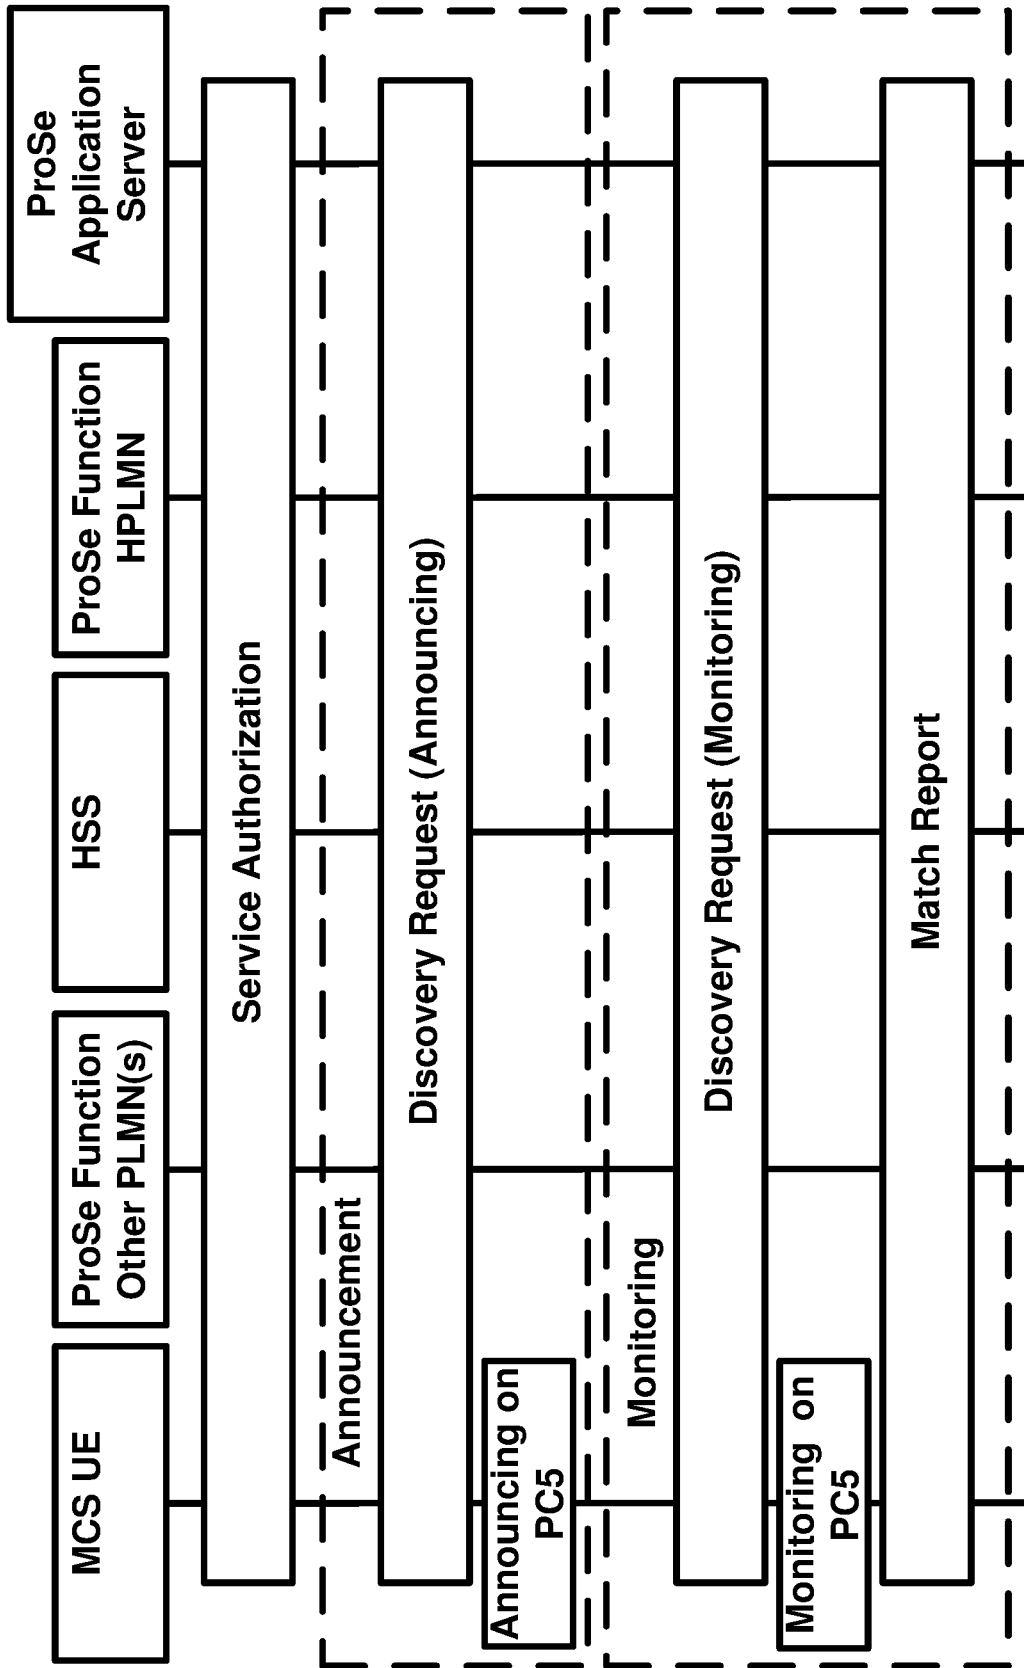 MCS UE
ProSe Function
Other PLMN(s)
HSS
ProSe Function
HPLMN
ProSe
Application
Server
Service Authorization
Announcement
Discovery Request (Announcing)
Announcing on
PC5
Monitoring
Discovery Request (Monitoring)
Monitoring on
PC5
Match Report